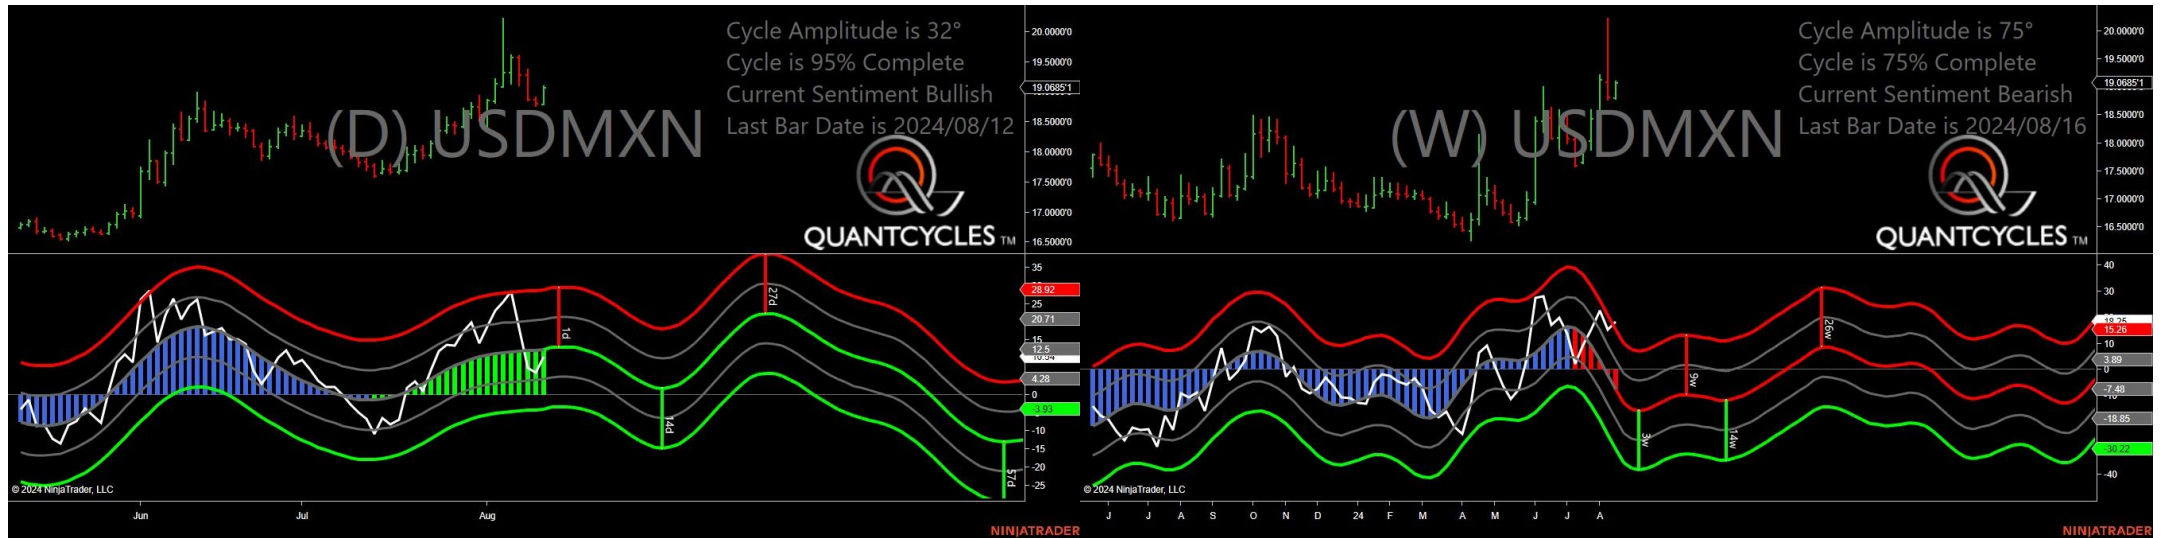 Cycle Amplitude is 32°
Cycle is 95% Complete
Current Sentiment Bullish
Last Bar Date is 2024/08/12
(D) USDMXN
QUANTCYCLES TM
20.0000'0
19.5000'0
19.0685'1
18.5000'0
18.0000'0
17.5000'0
17.0000'0
16.5000'0
35
28.92
25
20.71
15
12.5
4.28
0
-3.93
-10
-15
-20
-25
1d
14d
27d
57d
© 2024 NinjaTrader, LLC
Jun
Jul
Aug
NINJATRADER
Cycle Amplitude is 75°
Cycle is 75% Complete
Current Sentiment Bearish
Last Bar Date is 2024/08/16
(W) USDMXN
QUANTCYCLES TM
20.0000'0
19.5000'0
19.0685'1
18.5000'0
18.0000'0
17.5000'0
17.0000'0
16.5000'0
40
30
15.26
10
3.89
0
-7.48
-18.85
-30.22
-40
3w
9w
14w
26w
© 2024 NinjaTrader, LLC
J J A S O N D 24 F M A M J J A
NINJATRADER